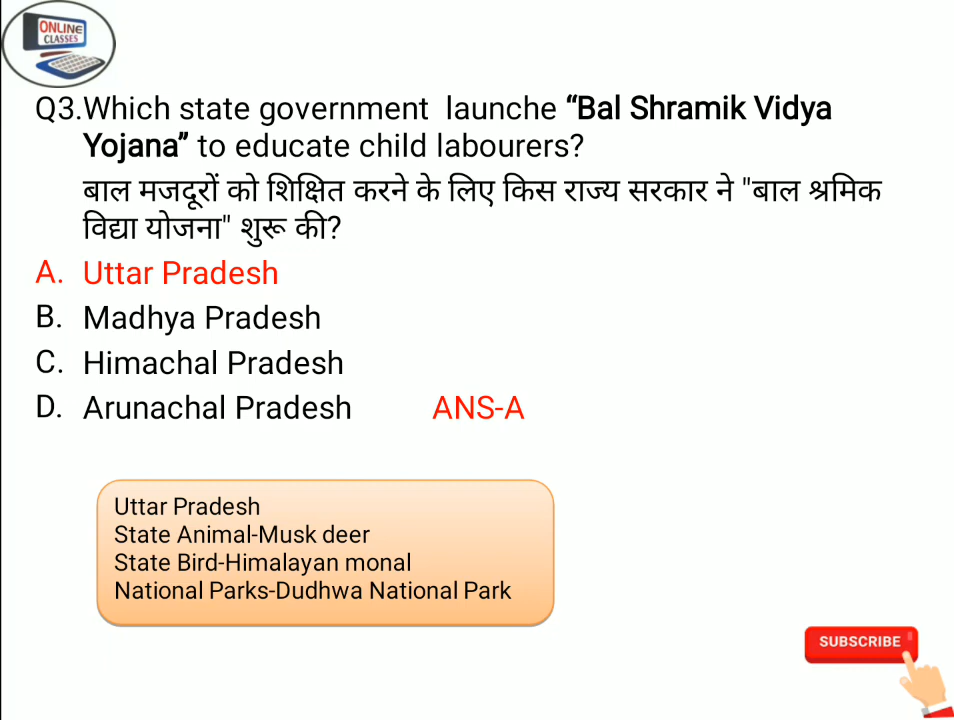 ONLINE
CLASSES
Q3.Which state government launche “Bal Shramik Vidya
Yojana” to educate child labourers?
बाल मजदूरों को शिक्षित करने के लिए किस राज्य सरकार ने "बाल श्रमिक
विद्या योजना" शुरू की?
A. Uttar Pradesh
B. Madhya Pradesh
C. Himachal Pradesh
D. Arunachal Pradesh ANS-A
Uttar Pradesh
State Animal-Musk deer
State Bird-Himalayan monal
National Parks-Dudhwa National Park
SUBSCRIBE